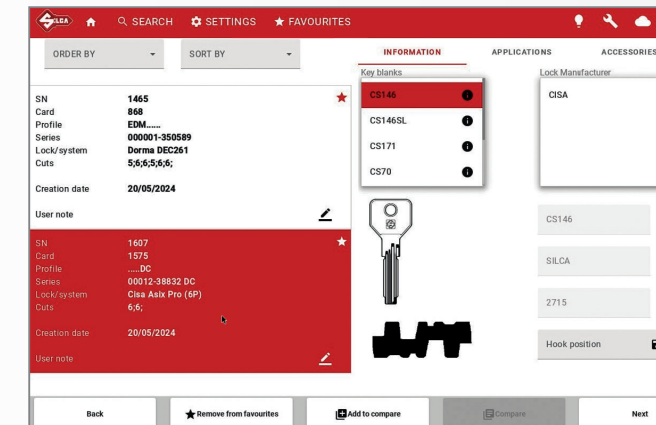 SILCA SEARCH SETTINGS FAVOURITES
ORDER BY SORT BY
INFORMATION APPLICATIONS ACCESSORIES
SN 1465
Card 868
Profile EDM......
Series 000001-350589
Lock/system Dorma DEC261
Cuts 5;6;6;5;6;6;
Creation date 20/05/2024
User note
SN 1607
Card 1575
Profile .....DC
Series 00012-38832 DC
Lock/system Cisa Asix Pro (6P)
Cuts 6;6;
Creation date 20/05/2024
User note
Key blanks
CS146
CS146SL
CS171
CS70
Lock Manufacturer
CISA
CS146
SILCA
2715
Hook position
Back Remove from favourites Add to compare Compare Next